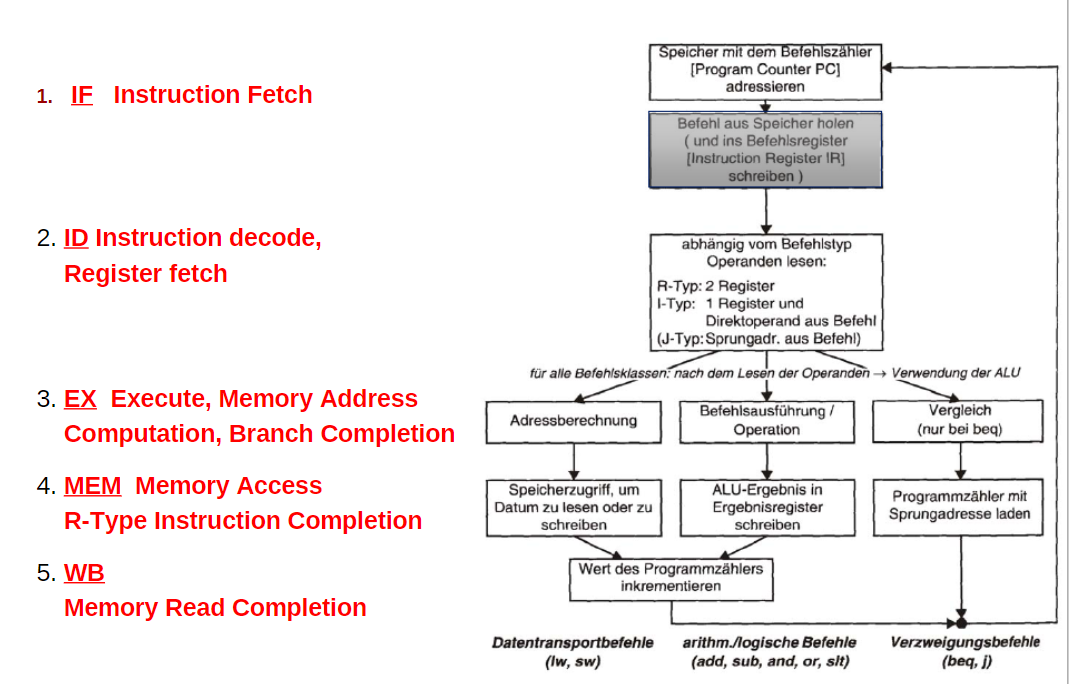 1. IF Instruction Fetch
2. ID Instruction decode,
Register fetch
3. EX Execute, Memory Address
Computation, Branch Completion
4. MEM Memory Access
R-Type Instruction Completion
5. WB
Memory Read Completion
Speicher mit dem Befehlszähler
[Program Counter PC]
adressieren
Befehl aus Speicher holen
( und ins Befehlsregister
[Instruction Register IR]
schreiben )
abhängig vom Befehlstyp
Operanden lesen:
R-Typ: 2 Register
I-Typ: 1 Register und
Direktoperand aus Befehl
(J-Typ: Sprungadr. aus Befehl)
für alle Befehlsklassen: nach dem Lesen der Operanden → Verwendung der ALU
Adressberechnung
Befehlsausführung /
Operation
Vergleich
(nur bei beq)
Speicherzugriff, um
Datum zu lesen oder zu
schreiben
ALU-Ergebnis in
Ergebnisregister
schreiben
Programmzähler mit
Sprungadresse laden
Wert des Programmzählers
inkrementieren
Datentransportbefehle
(lw, sw)
arithm./logische Befehle
(add, sub, and, or, slt)
Verzweigungsbefehle
(beq, j)